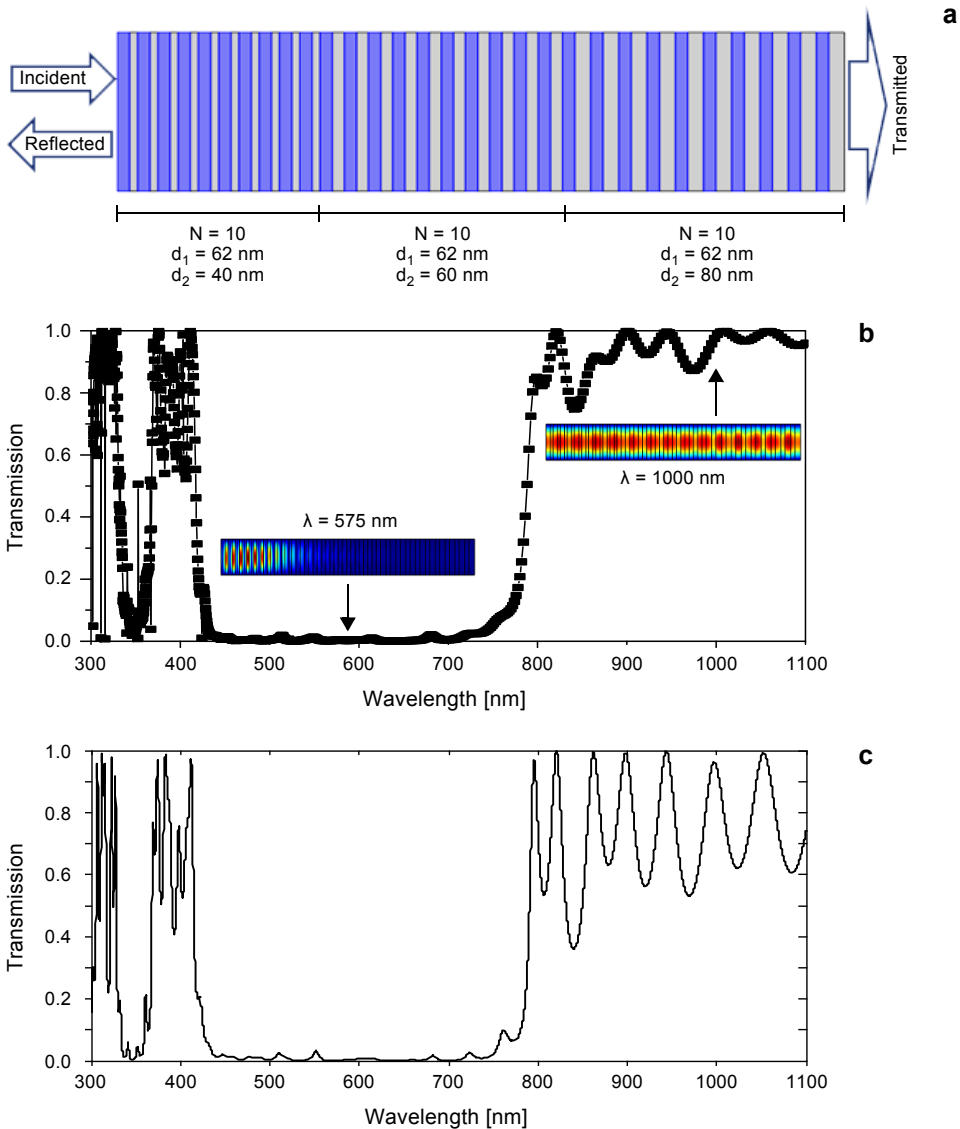 a
Incident
Reflected
Transmitted
N = 10
d1 = 62 nm
d2 = 40 nm
N = 10
d1 = 62 nm
d2 = 60 nm
N = 10
d1 = 62 nm
d2 = 80 nm
b
1.0
0.8
0.6
0.4
0.2
0.0
Transmission
λ = 1000 nm
λ = 575 nm
300 400 500 600 700 800 900 1000 1100
Wavelength [nm]
c
1.0
0.8
0.6
0.4
0.2
0.0
Transmission
300 400 500 600 700 800 900 1000 1100
Wavelength [nm]